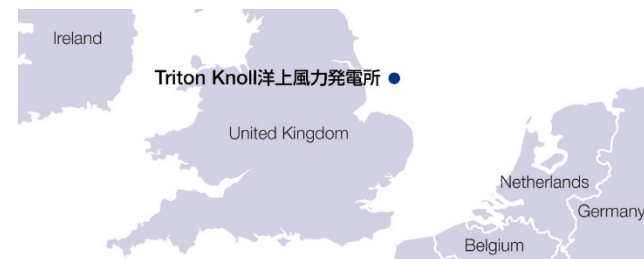 Ireland
Triton Knoll洋上風力発電所
United Kingdom
Netherlands
Germany
Belgium